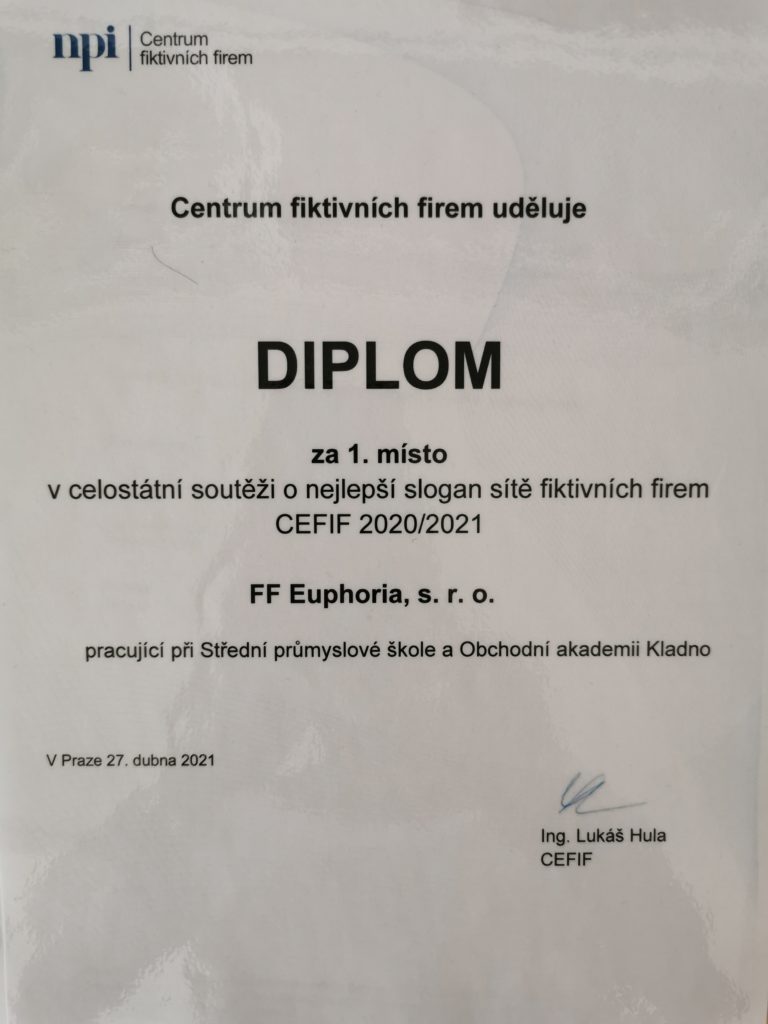 npi Centrum
fiktivních firem
Centrum fiktivních firem uděluje
DIPLOM
za 1. místo
v celostátní soutěži o nejlepší slogan sítě fiktivních firem
CEFIF 2020/2021
FF Euphoria, s. r. o.
pracující při Střední průmyslové škole a Obchodní akademii Kladno
V Praze 27. dubna 2021
Ing. Lukáš Hula
CEFIF